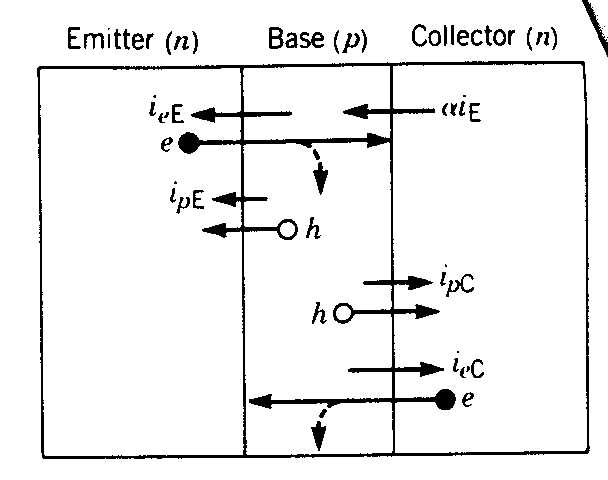 Emitter (n) Base (p) Collector (n)
i_eE αi_E
e
i_pE
h
i_pC
h
i_eC
e